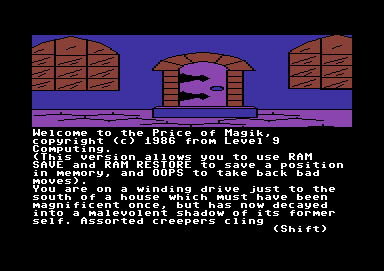 Welcome to the Price of Magik,
copyright (c) 1986 from Level 9
Computing.
(This version allows you to use RAM
SAVE and RAM RESTORE to save a position
in memory, and OOPS to take back bad
moves).
You are on a winding drive just to the
south of a house which must have been
magnificent once, but has now decayed
into a malevolent shadow of its former
self. Assorted creepers cling
(Shift)